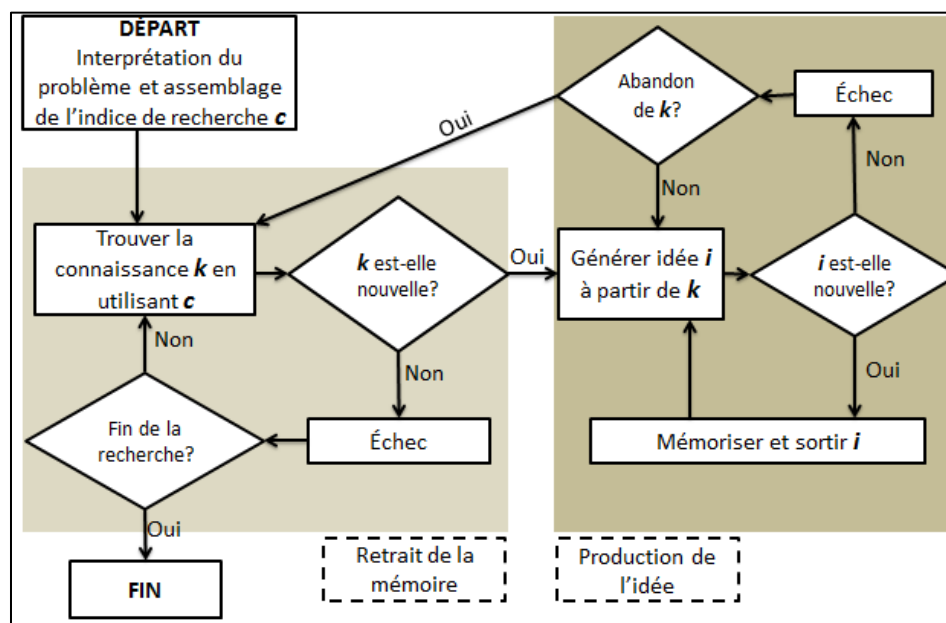 DÉPART
Interprétation du
problème et assemblage
de l'indice de recherche c
Oui
Abandon
de k?
Échec
Non
Non
Trouver la
connaissance k en
utilisant c
k est-elle
nouvelle?
Oui
Générer idée i
à partir de k
i est-elle
nouvelle?
Non
Non
Oui
Fin de la
recherche?
Échec
Mémoriser et sortir i
Oui
FIN
Retrait de la
mémoire
Production de
l'idée